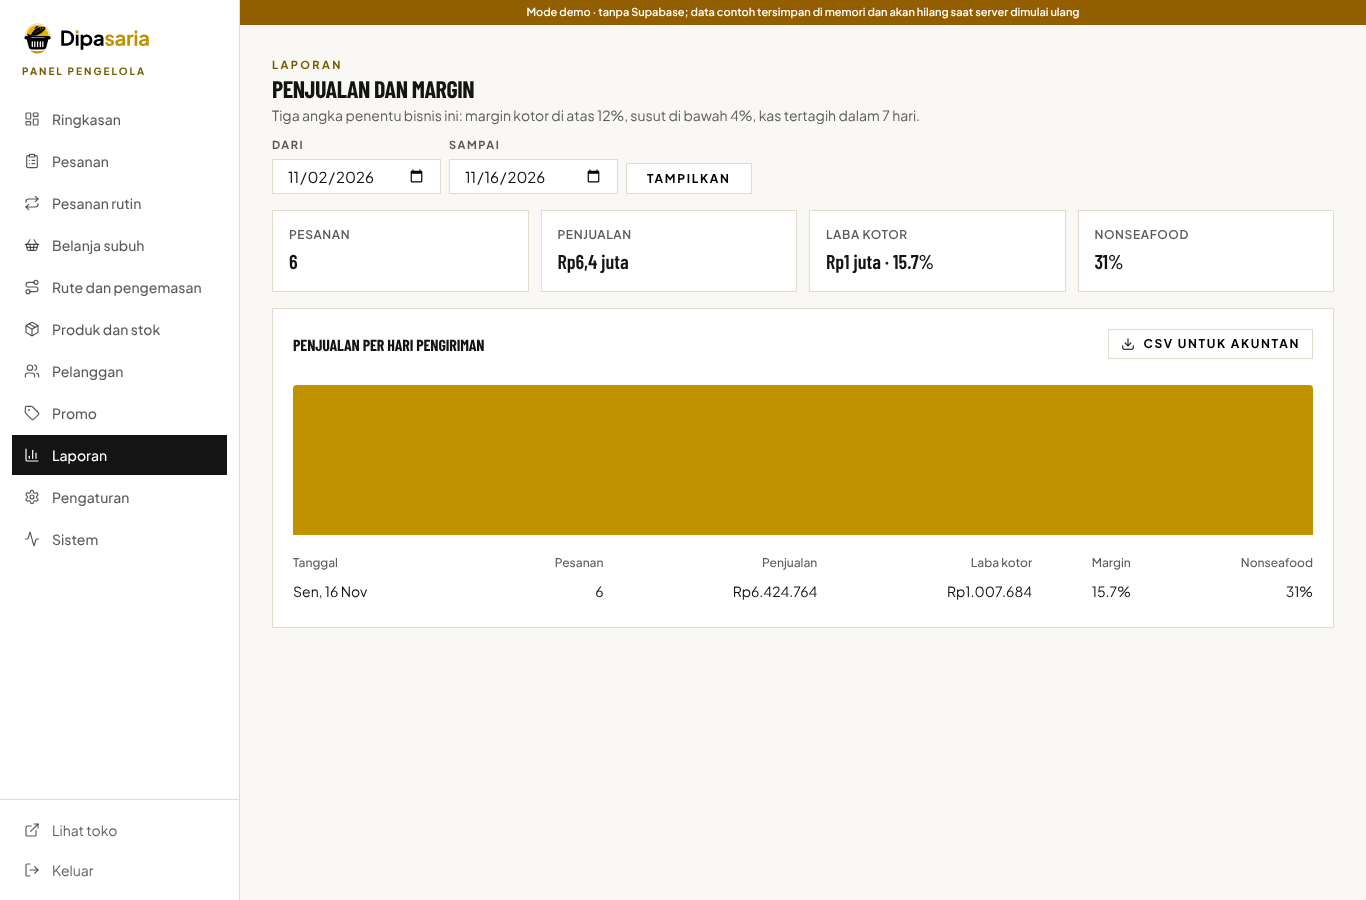 Mode demo · tanpa Supabase; data contoh tersimpan di memori dan akan hilang saat server dimulai ulang
Dipasaria
PANEL PENGELOLA
Ringkasan
Pesanan
Pesanan rutin
Belanja subuh
Rute dan pengemasan
Produk dan stok
Pelanggan
Promo
Laporan
Pengaturan
Sistem
Lihat toko
Keluar
LAPORAN
PENJUALAN DAN MARGIN
Tiga angka penentu bisnis ini: margin kotor di atas 12%, susut di bawah 4%, kas tertagih dalam 7 hari.
DARI SAMPAI
11/02/2026 11/16/2026 TAMPILKAN
PESANAN PENJUALAN LABA KOTOR NONSEAFOOD
6 Rp6,4 juta Rp1 juta · 15.7% 31%
PENJUALAN PER HARI PENGIRIMAN CSV UNTUK AKUNTAN
Tanggal Pesanan Penjualan Laba kotor Margin Nonseafood
Sen, 16 Nov 6 Rp6.424.764 Rp1.007.684 15.7% 31%